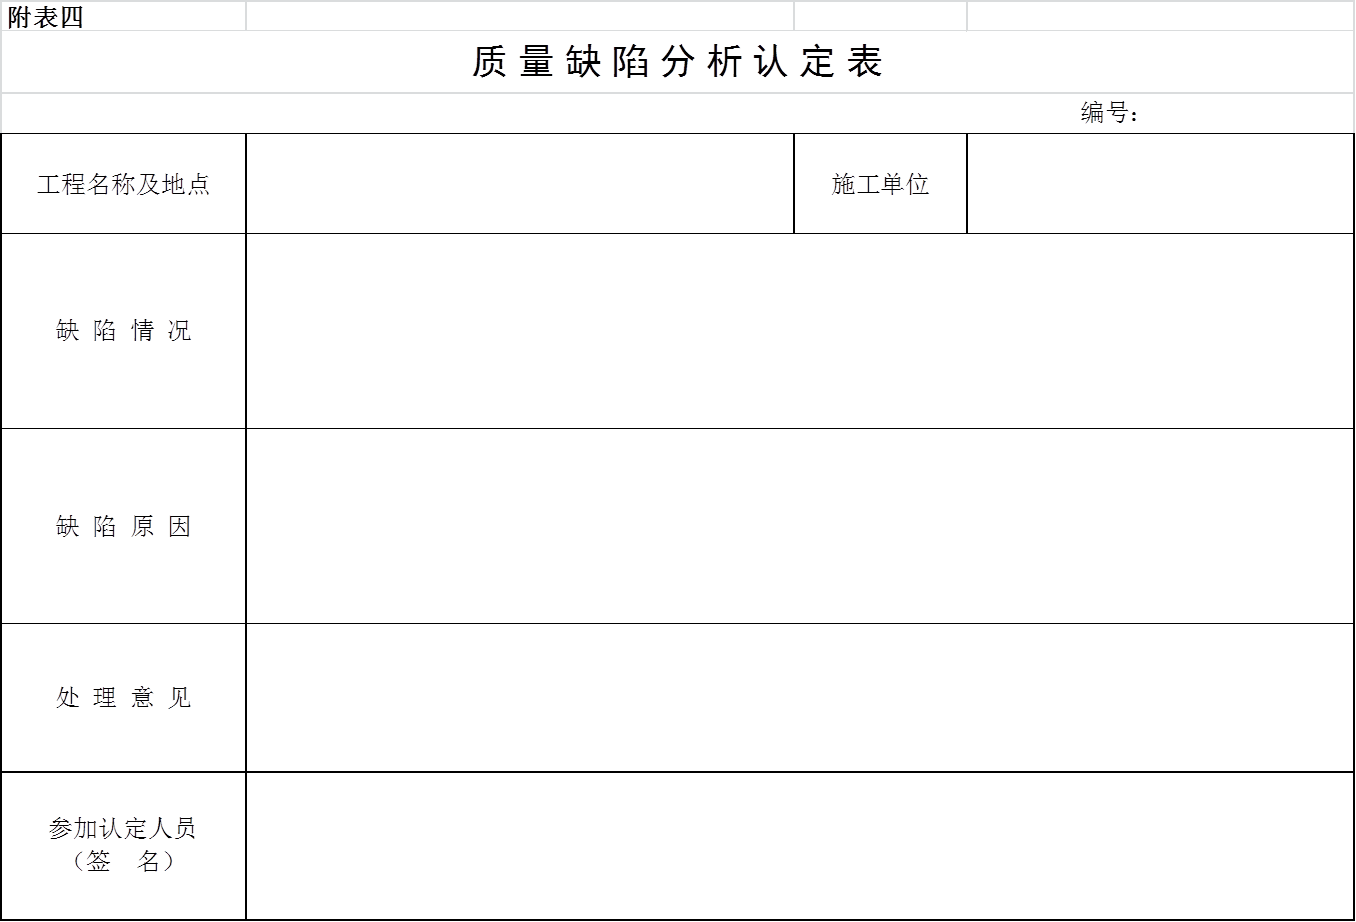 附表四
质量缺陷分析认定表
编号：
工程名称及地点
施工单位
缺 陷 情 况
缺 陷 原 因
处 理 意 见
参加认定人员
（签　名）